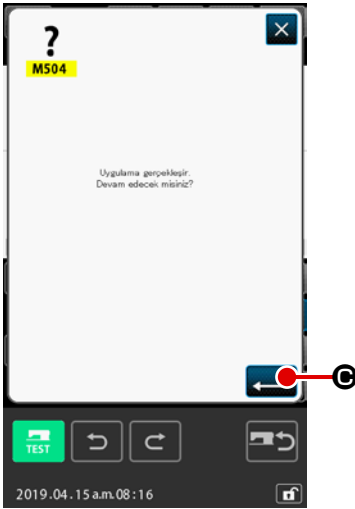 ?
M504
Uygulama gerçekleşir.
Devam edecek misiniz?
C
TEST
2019.04.15 a.m. 08:16